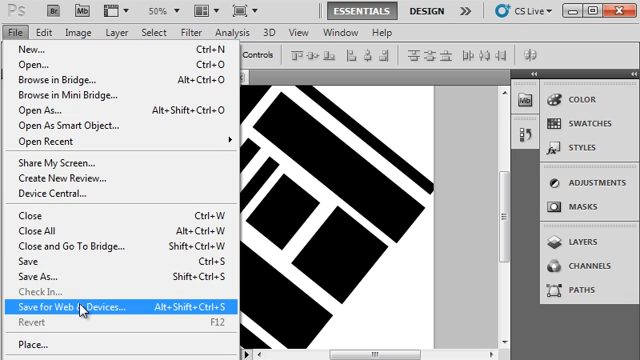 Ps Br Mb 50% ESSENTIALS DESIGN CS Live
File Edit Image Layer Select Filter Analysis 3D View Window Help
Controls
New... Ctrl+N
Open... Ctrl+O
Browse in Bridge... Alt+Ctrl+O
Browse in Mini Bridge...
Open As... Alt+Shift+Ctrl+O
Open As Smart Object...
Open Recent
Share My Screen...
Create New Review...
Device Central...
Close Ctrl+W
Close All Alt+Ctrl+W
Close and Go To Bridge... Shift+Ctrl+W
Save Ctrl+S
Save As... Shift+Ctrl+S
Check In...
Save for Web & Devices... Alt+Shift+Ctrl+S
Revert F12
Place...
Mb
COLOR
SWATCHES
STYLES
ADJUSTMENTS
MASKS
LAYERS
CHANNELS
PATHS